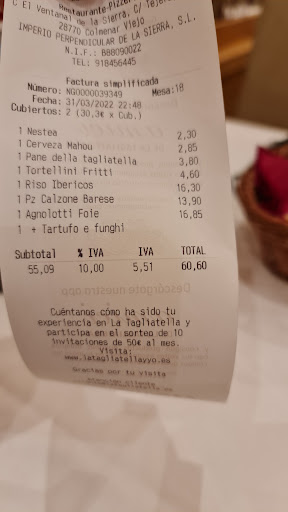 Restaurante-Pizze
C El Ventanal de la Sierra, C/ Teje
28770 Colmenar Viejo
IMPERIO PERPENDICULAR DE LA SIERRA, S.L.
N.I.F.: B88090022
TEL: 918456445
Factura simplificada
Número: NG0000039349 Mesa:18
Fecha: 31/03/2022 22:48
Cubiertos: 2 (30,3€ x Cub.)
1 Nestea 2,30
1 Cerveza Mahou 2,85
1 Pane della tagliatella 3,80
1 Tortellini Fritti 4,60
1 Riso Ibericos 16,30
1 Pz Calzone Barese 13,90
1 Agnolotti Foie 16,85
1 + Tartufo e funghi
Subtotal % IVA IVA TOTAL
55,09 10,00 5,51 60,60
Cuéntanos cómo ha sido tu
experiencia en La Tagliatella y
participa en el sorteo de 10
invitaciones de 50€ al mes.
Visita:
www.latagliatellayyo.es
Gracias por tu visita
Atención cliente